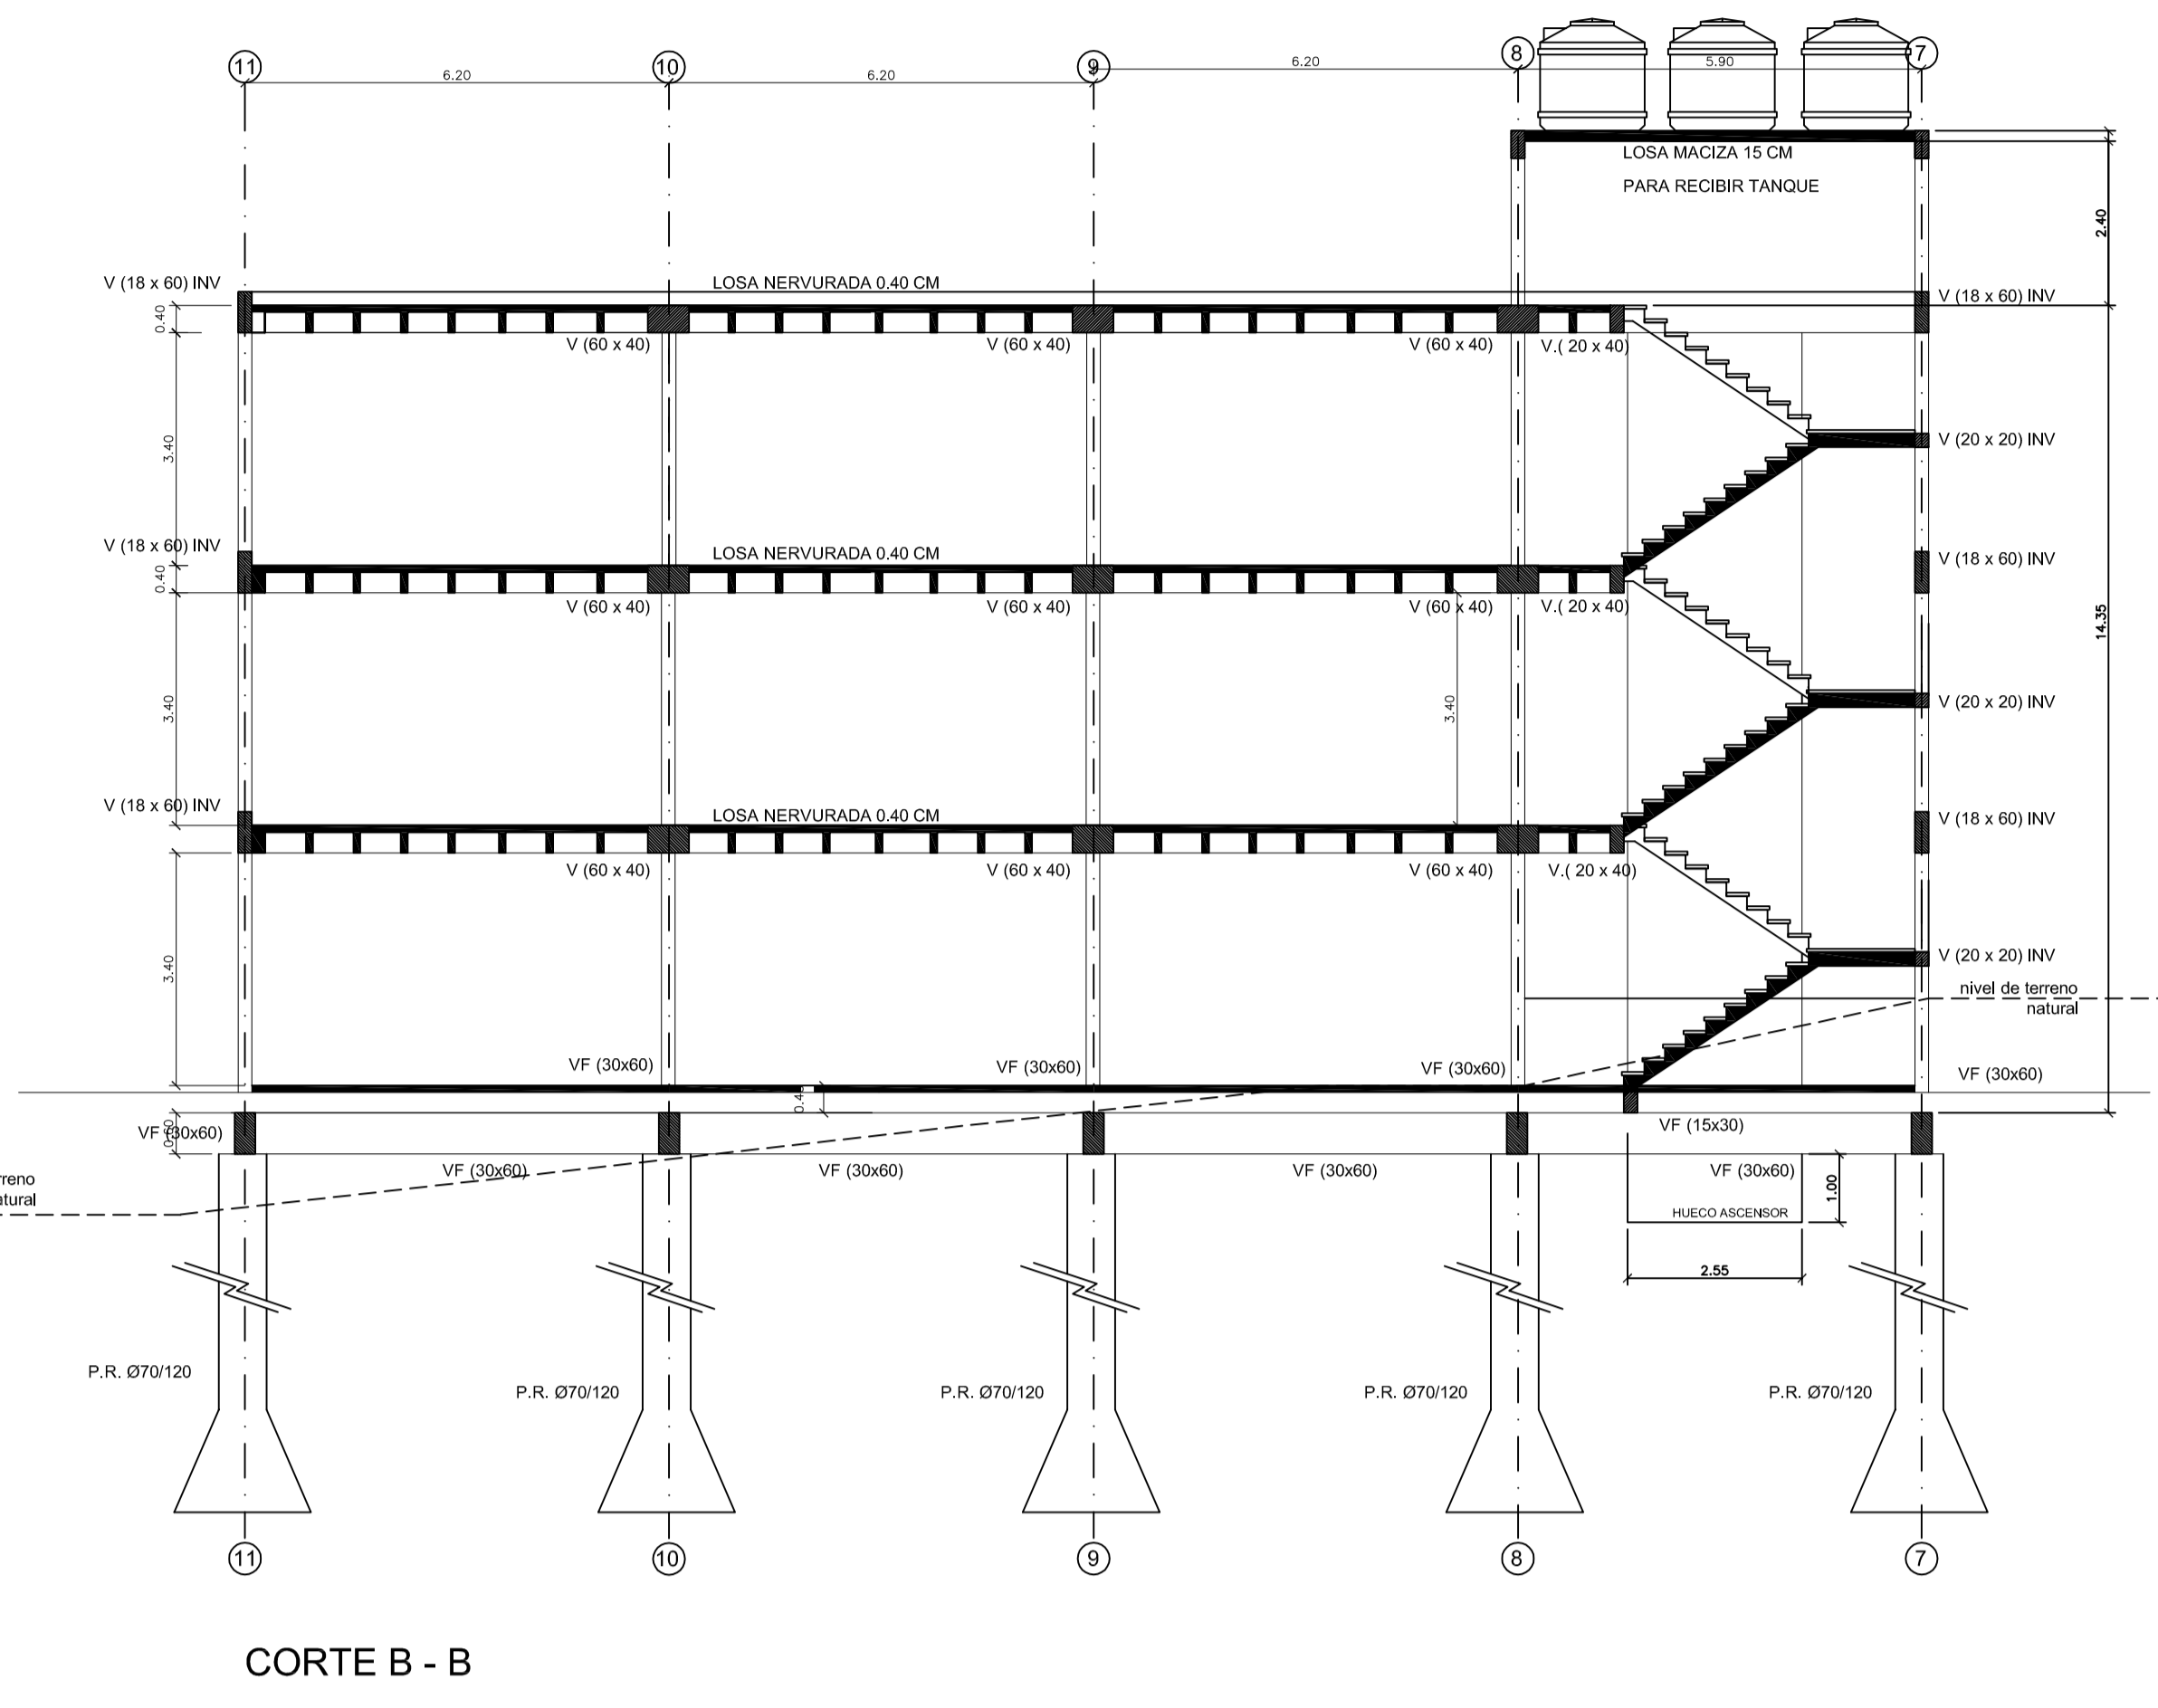 11
10
9
8
7
6.20
6.20
6.20
5.90
LOSA MACIZA 15 CM
PARA RECIBIR TANQUE
2.40
V (18 x 60) INV
LOSA NERVURADA 0.40 CM
V (18 x 60) INV
0.40
V (60 x 40)
V (60 x 40)
V (60 x 40)
V.( 20 x 40)
3.40
V (20 x 20) INV
V (18 x 60) INV
LOSA NERVURADA 0.40 CM
V (18 x 60) INV
0.40
V (60 x 40)
V (60 x 40)
V (60 x 40)
V.( 20 x 40)
14.35
3.40
3.40
V (20 x 20) INV
V (18 x 60) INV
LOSA NERVURADA 0.40 CM
V (18 x 60) INV
V (60 x 40)
V (60 x 40)
V (60 x 40)
V.( 20 x 40)
3.40
V (20 x 20) INV
nivel de terreno
natural
VF (30x60)
VF (30x60)
VF (30x60)
VF (30x60)
VF (30x60)
0.60
VF (15x30)
VF (30x60)
VF (30x60)
VF (30x60)
VF (30x60)
1.00
HUECO ASCENSOR
2.55
P.R. Ø70/120
P.R. Ø70/120
P.R. Ø70/120
P.R. Ø70/120
P.R. Ø70/120
11
10
9
8
7
CORTE B - B